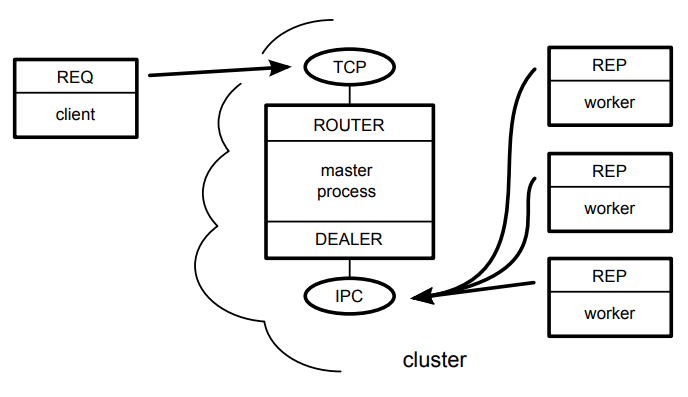 REQ
client
TCP
ROUTER
master
process
DEALER
IPC
REP
worker
REP
worker
REP
worker
cluster